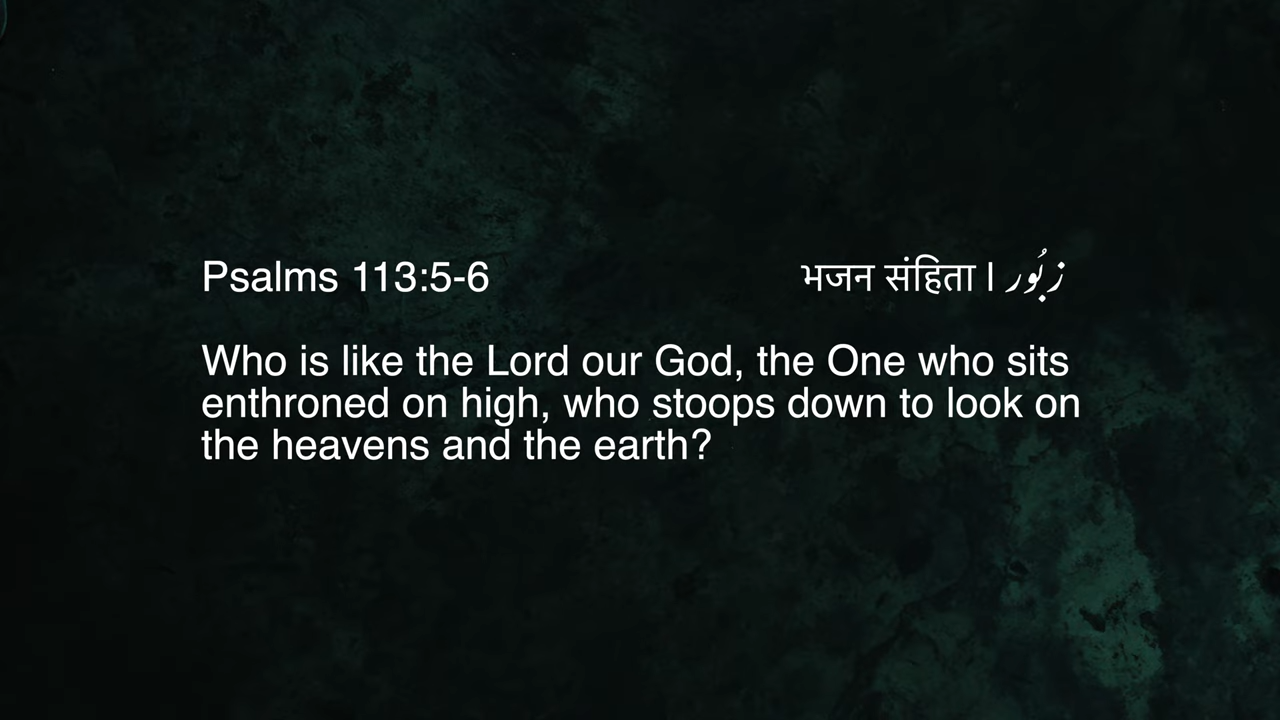 Psalms 113:5-6 भजन संहिता | زبُور
Who is like the Lord our God, the One who sits
enthroned on high, who stoops down to look on
the heavens and the earth?